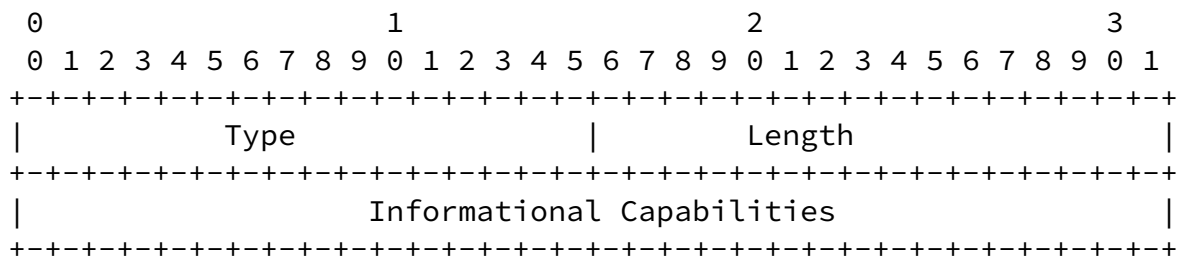 0                   1                   2                   3
 0 1 2 3 4 5 6 7 8 9 0 1 2 3 4 5 6 7 8 9 0 1 2 3 4 5 6 7 8 9 0 1
+-+-+-+-+-+-+-+-+-+-+-+-+-+-+-+-+-+-+-+-+-+-+-+-+-+-+-+-+-+-+-+-+
|           Type                |        Length                 |
+-+-+-+-+-+-+-+-+-+-+-+-+-+-+-+-+-+-+-+-+-+-+-+-+-+-+-+-+-+-+-+-+
|                   Informational Capabilities                  |
+-+-+-+-+-+-+-+-+-+-+-+-+-+-+-+-+-+-+-+-+-+-+-+-+-+-+-+-+-+-+-+-+